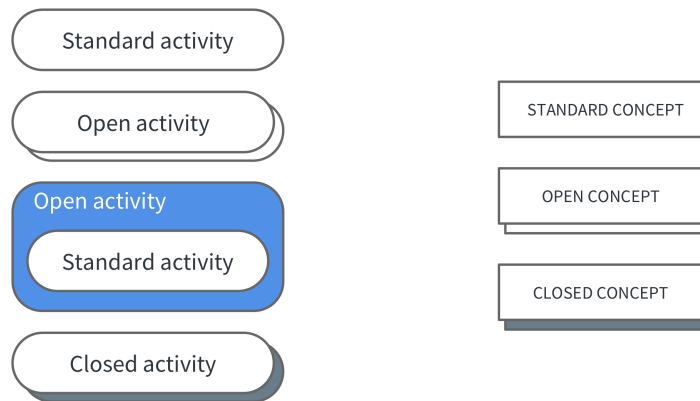 Standard activity
Open activity
Open activity
Standard activity
Closed activity
STANDARD CONCEPT
OPEN CONCEPT
CLOSED CONCEPT